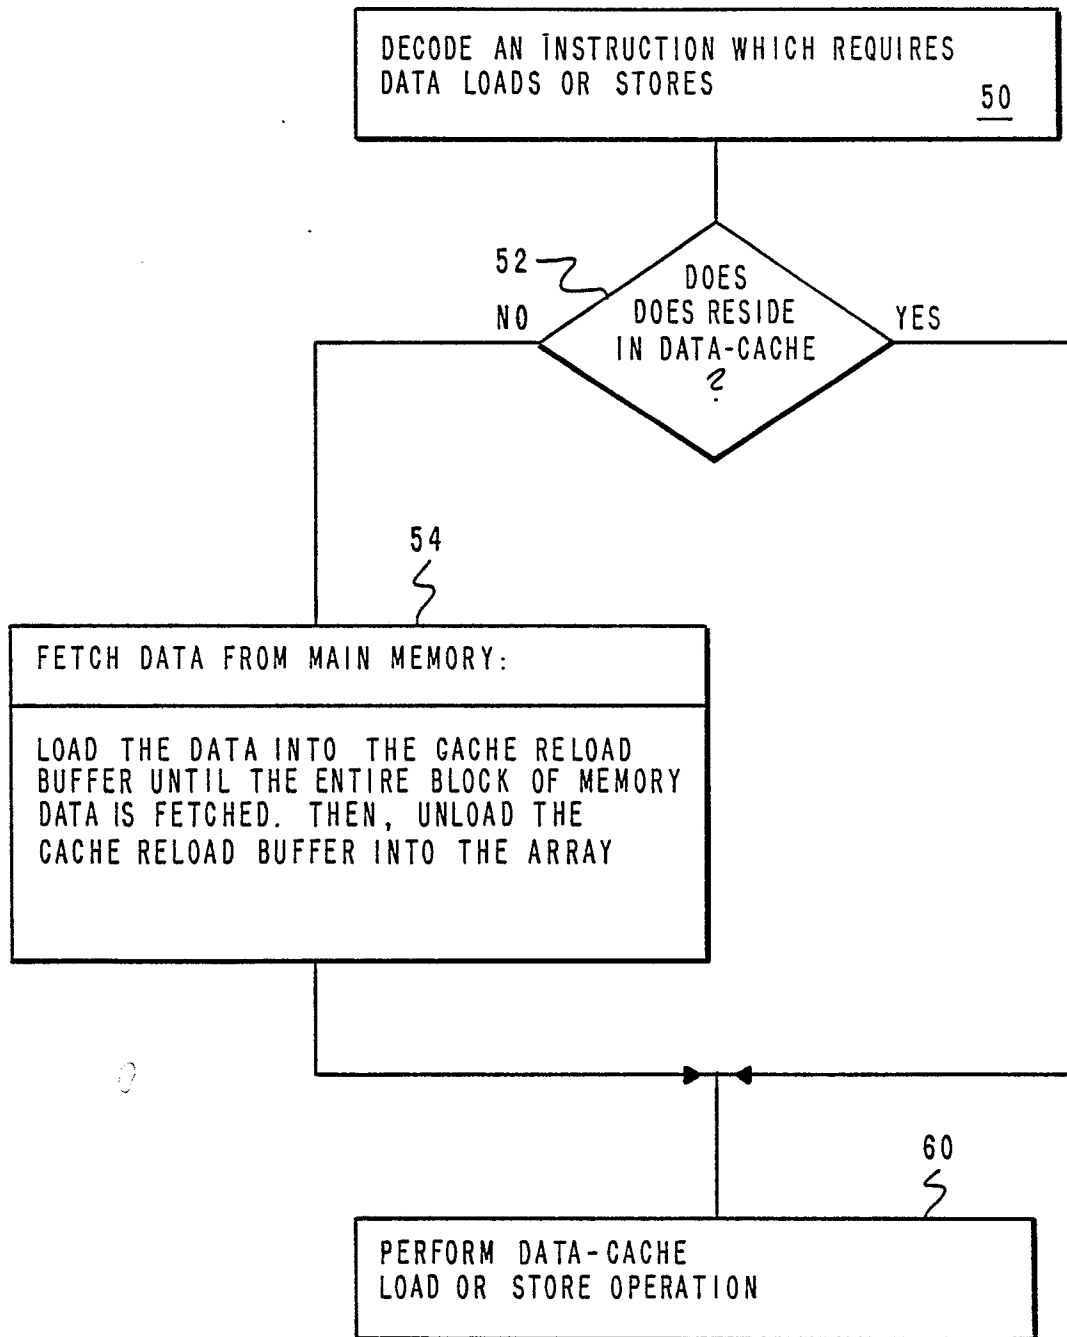 DECODE AN INSTRUCTION WHICH REQUIRES
DATA LOADS OR STORES
50
52
NO
DOES
DOES RESIDE
IN DATA-CACHE
?
YES
54
FETCH DATA FROM MAIN MEMORY:
LOAD THE DATA INTO THE CACHE RELOAD
BUFFER UNTIL THE ENTIRE BLOCK OF MEMORY
DATA IS FETCHED. THEN, UNLOAD THE
CACHE RELOAD BUFFER INTO THE ARRAY
60
PERFORM DATA-CACHE
LOAD OR STORE OPERATION